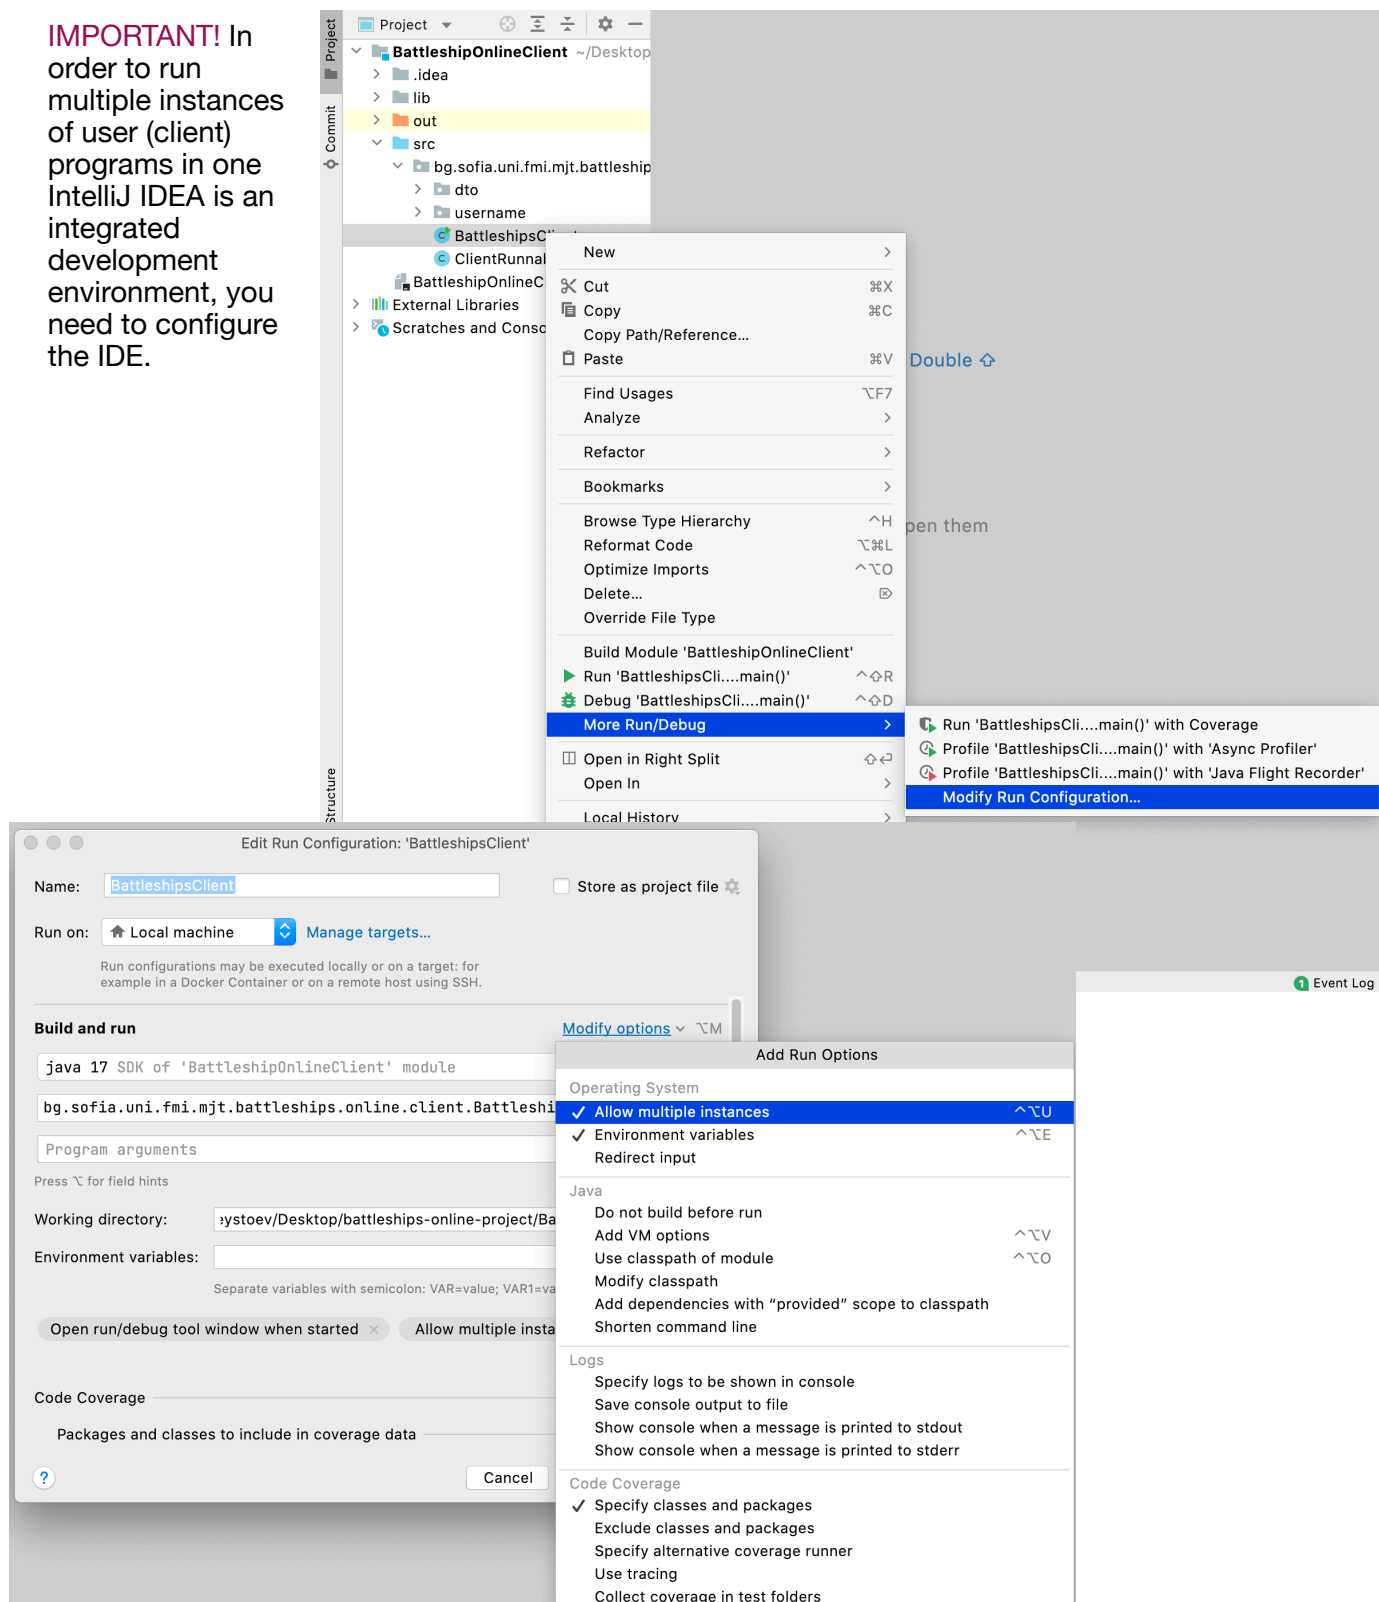 IMPORTANT! In
order to run
multiple instances
of user (client)
programs in one
IntelliJ IDEA is an
integrated
development
environment, you
need to configure
the IDE.
Project
Commit
Structure
Project
BattleshipOnlineClient ~/Desktop
.idea
lib
out
src
bg.sofia.uni.fmi.mjt.battleship
dto
username
BattleshipsClient
ClientRunnab
BattleshipOnlineC
External Libraries
Scratches and Conso
New
Cut ⌘X
Copy ⌘C
Copy Path/Reference...
Paste ⌘V
Find Usages ⌥F7
Analyze
Refactor
Bookmarks
Browse Type Hierarchy ^H
Reformat Code ⌥⌘L
Optimize Imports ^⌥O
Delete... ⌦
Override File Type
Build Module 'BattleshipOnlineClient'
Run 'BattleshipsCli....main()' ^⇧R
Debug 'BattleshipsCli....main()' ^⇧D
More Run/Debug
Open in Right Split ⇧↩
Open In
Local History
Double ⇧
pen them
Run 'BattleshipsCli....main()' with Coverage
Profile 'BattleshipsCli....main()' with 'Async Profiler'
Profile 'BattleshipsCli....main()' with 'Java Flight Recorder'
Modify Run Configuration...
Edit Run Configuration: 'BattleshipsClient'
Name: BattleshipsClient Store as project file
Run on: Local machine Manage targets...
Run configurations may be executed locally or on a target: for
example in a Docker Container or on a remote host using SSH.
Build and run Modify options ⌥M
java 17 SDK of 'BattleshipOnlineClient' module
bg.sofia.uni.fmi.mjt.battleships.online.client.Battleshi
Program arguments
Press ⌥ for field hints
Working directory: eystoev/Desktop/battleships-online-project/Ba
Environment variables:
Separate variables with semicolon: VAR=value; VAR1=va
Open run/debug tool window when started × Allow multiple insta
Code Coverage
Packages and classes to include in coverage data
? Cancel
Add Run Options
Operating System
✓ Allow multiple instances ^⌥U
✓ Environment variables ^⌥E
Redirect input
Java
Do not build before run
Add VM options ^⌥V
Use classpath of module ^⌥O
Modify classpath
Add dependencies with “provided” scope to classpath
Shorten command line
Logs
Specify logs to be shown in console
Save console output to file
Show console when a message is printed to stdout
Show console when a message is printed to stderr
Code Coverage
✓ Specify classes and packages
Exclude classes and packages
Specify alternative coverage runner
Use tracing
Collect coverage in test folders
1 Event Log